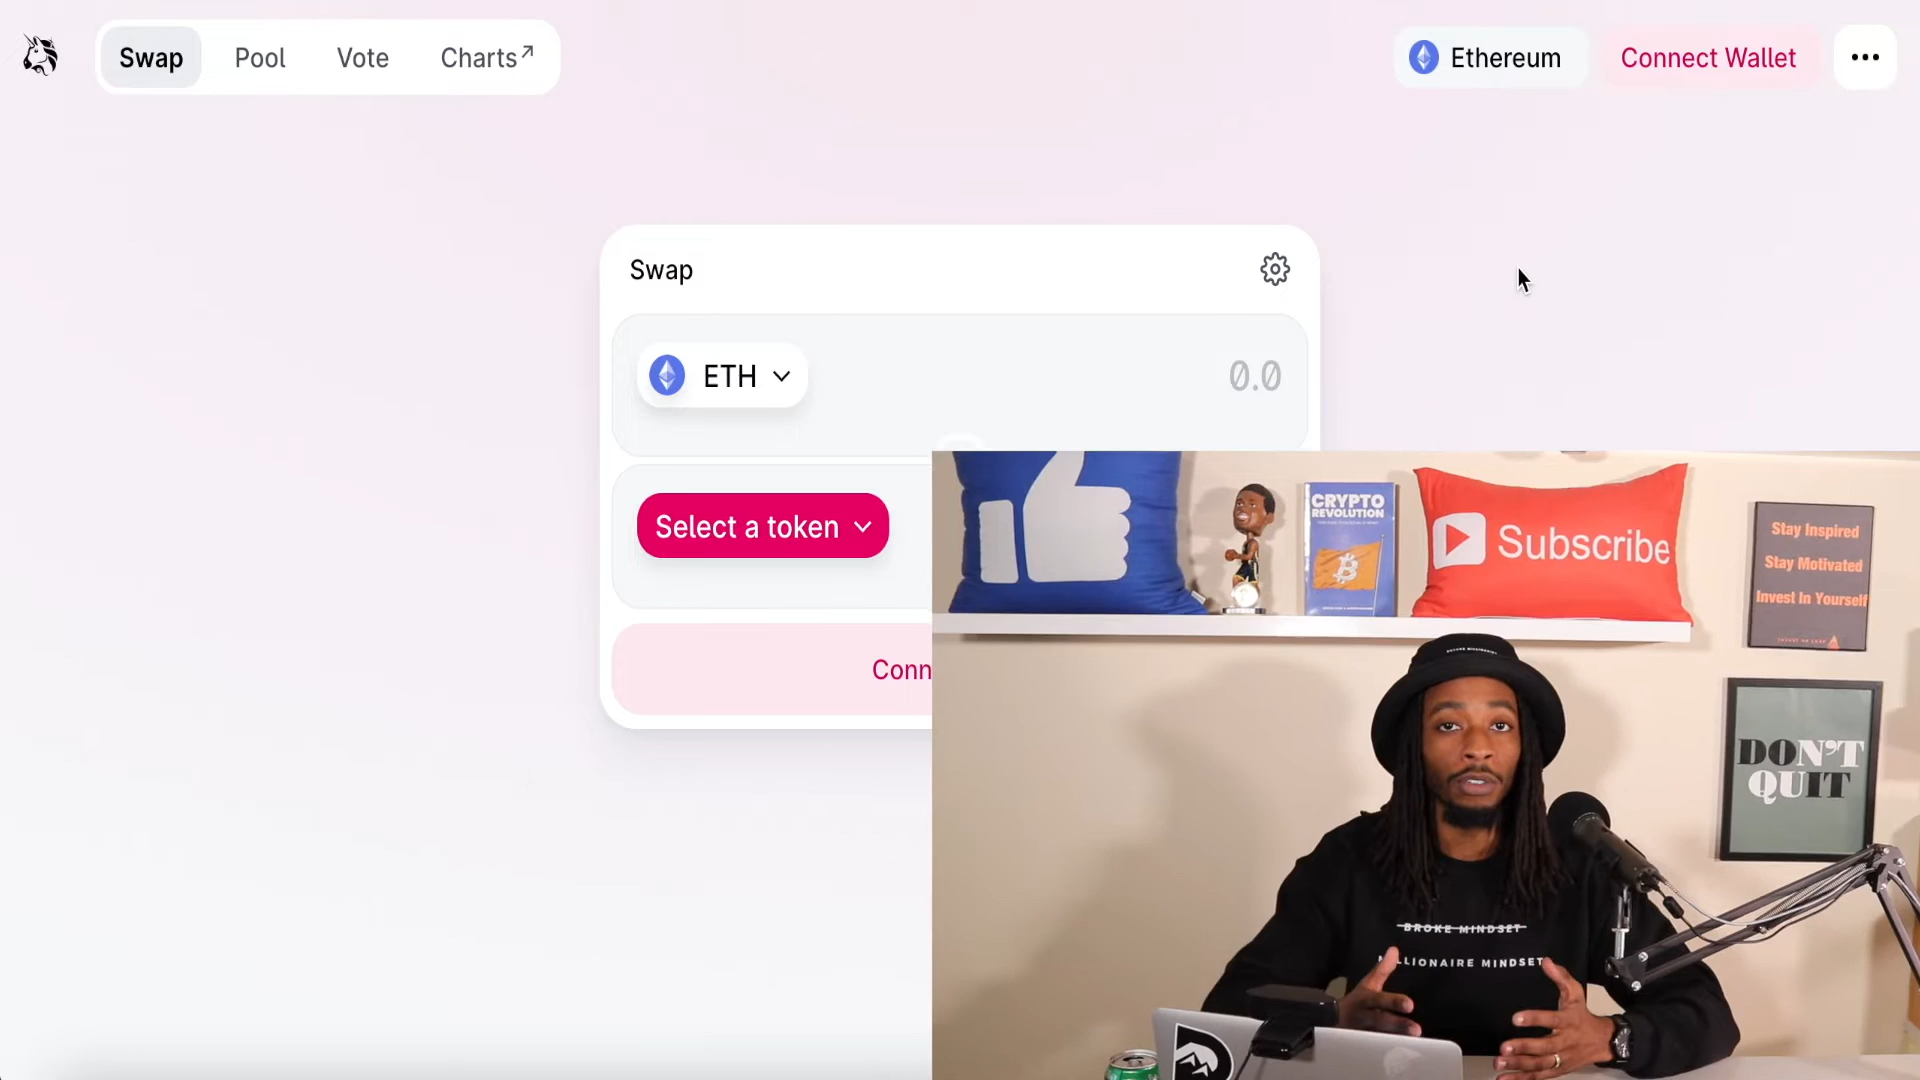 Swap
Pool
Vote
Charts
Ethereum
Connect Wallet
Swap
ETH
0.0
Select a token
Conn
CRYPTO
REVOLUTION
Subscribe
Stay Inspired
Stay Motivated
Invest In Yourself
DON'T
QUIT
BROKE MINDSET
MILLIONAIRE MINDSET